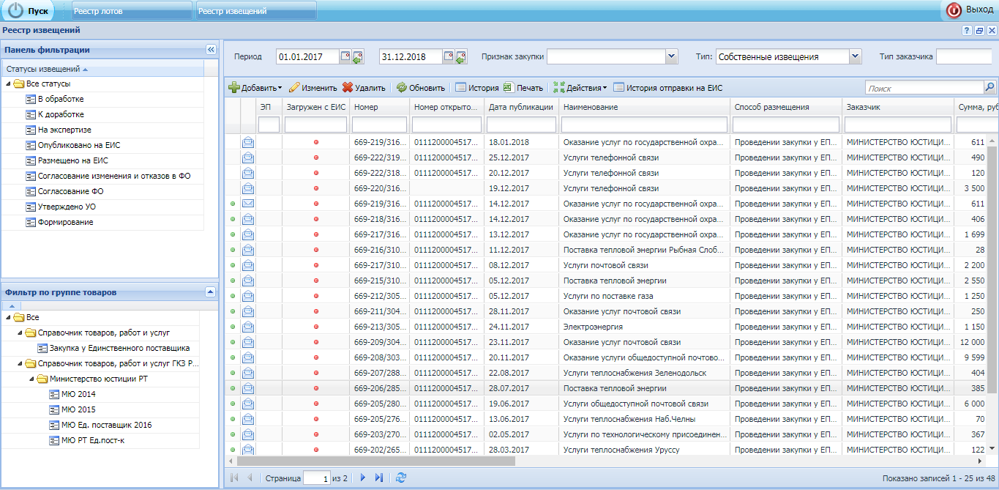 Пуск Реестр лотов Реестр извещений Выход
Реестр извещений
Панель фильтрации
Статусы извещений
Все статусы
В обработке
К доработке
На экспертизе
Опубликовано на ЕИС
Размещено на ЕИС
Согласование изменения и отказов в ФО
Согласование ФО
Утверждено УО
Формирование
Фильтр по группе товаров
Все
Справочник товаров, работ и услуг
Закупка у Единственного поставщика
Справочник товаров, работ и услуг ГКЗ Р...
Министерство юстиции РТ
МЮ 2014
МЮ 2015
МЮ Ед. поставщик 2016
МЮ РТ Ед.пост-к
Период 01.01.2017 31.12.2018 Признак закупки Тип: Собственные извещения Тип заказчика
Добавить Изменить Удалить Обновить История Печать Действия История отправки на ЕИС Поиск
ЭП Загружен с ЕИС Номер Номер открыто... Дата публикации Наименование Способ размещения Заказчик Сумма, руб
669-219/316... 0111200004517... 18.01.2018 Оказание услуг по государственной охра... Проведении закупки у ЕП... МИНИСТЕРСТВО ЮСТИЦИ... 611
669-222/319... 0111200004517... 25.12.2017 Услуги телефонной связи Проведении закупки у ЕП... МИНИСТЕРСТВО ЮСТИЦИ... 490
669-222/318... 0111200004517... 20.12.2017 Услуги телефонной связи Проведении закупки у ЕП... МИНИСТЕРСТВО ЮСТИЦИ... 120
669-220/316... 19.12.2017 Услуги телефонной связи Проведении закупки у ЕП... МИНИСТЕРСТВО ЮСТИЦИ... 3 500
669-219/316... 0111200004517... 14.12.2017 Оказание услуг по государственной охра... Проведении закупки у ЕП... МИНИСТЕРСТВО ЮСТИЦИ... 611
669-218/316... 0111200004517... 14.12.2017 Оказание услуг по государственной охра... Проведении закупки у ЕП... МИНИСТЕРСТВО ЮСТИЦИ... 406
669-217/316... 0111200004517... 13.12.2017 Оказание услуг по государственной охра... Проведении закупки у ЕП... МИНИСТЕРСТВО ЮСТИЦИ... 1 699
669-216/310... 0111200004517... 11.12.2017 Поставка тепловой энергии Рыбная Слоб... Проведении закупки у ЕП... МИНИСТЕРСТВО ЮСТИЦИ... 28
669-217/310... 0111200004517... 08.12.2017 Услуги почтовой связи Проведении закупки у ЕП... МИНИСТЕРСТВО ЮСТИЦИ... 2 200
669-215/310... 0111200004517... 05.12.2017 Поставка тепловой энергии Проведении закупки у ЕП... МИНИСТЕРСТВО ЮСТИЦИ... 2 550
669-212/305... 0111200004517... 05.12.2017 Услуги по поставке газа Проведении закупки у ЕП... МИНИСТЕРСТВО ЮСТИЦИ... 1 250
669-211/304... 0111200004517... 28.11.2017 Оказание услуг почтовой связи Проведении закупки у ЕП... МИНИСТЕРСТВО ЮСТИЦИ... 250
669-213/305... 0111200004517... 24.11.2017 Электроэнергия Проведении закупки у ЕП... МИНИСТЕРСТВО ЮСТИЦИ... 1 150
669-209/304... 0111200004517... 23.11.2017 Оказание услуг почтовой связи Проведении закупки у ЕП... МИНИСТЕРСТВО ЮСТИЦИ... 12 000
669-208/303... 0111200004517... 20.11.2017 Оказание услуги общедоступной почтово... Проведении закупки у ЕП... МИНИСТЕРСТВО ЮСТИЦИ... 9 599
669-207/288... 0111200004517... 22.08.2017 Услуги теплоснабжения Зеленодольск Проведении закупки у ЕП... МИНИСТЕРСТВО ЮСТИЦИ... 404
669-206/285... 0111200004517... 28.07.2017 Поставка тепловой энергии Проведении закупки у ЕП... МИНИСТЕРСТВО ЮСТИЦИ... 385
669-205/280... 0111200004517... 19.06.2017 Услуги общедоступной почтовой связи Проведении закупки у ЕП... МИНИСТЕРСТВО ЮСТИЦИ... 6 000
669-205/276... 0111200004517... 13.06.2017 Услуги теплоснабжения Наб.Челны Проведении закупки у ЕП... МИНИСТЕРСТВО ЮСТИЦИ... 70
669-203/270... 0111200004517... 02.05.2017 Услуги по технологическому присоединен... Проведении закупки у ЕП... МИНИСТЕРСТВО ЮСТИЦИ... 367
669-202/265... 0111200004517... 28.03.2017 Услуги теплоснабжения Уруссу Проведении закупки у ЕП... МИНИСТЕРСТВО ЮСТИЦИ... 122
Страница 1 из 2 Показано записей 1 - 25 из 48